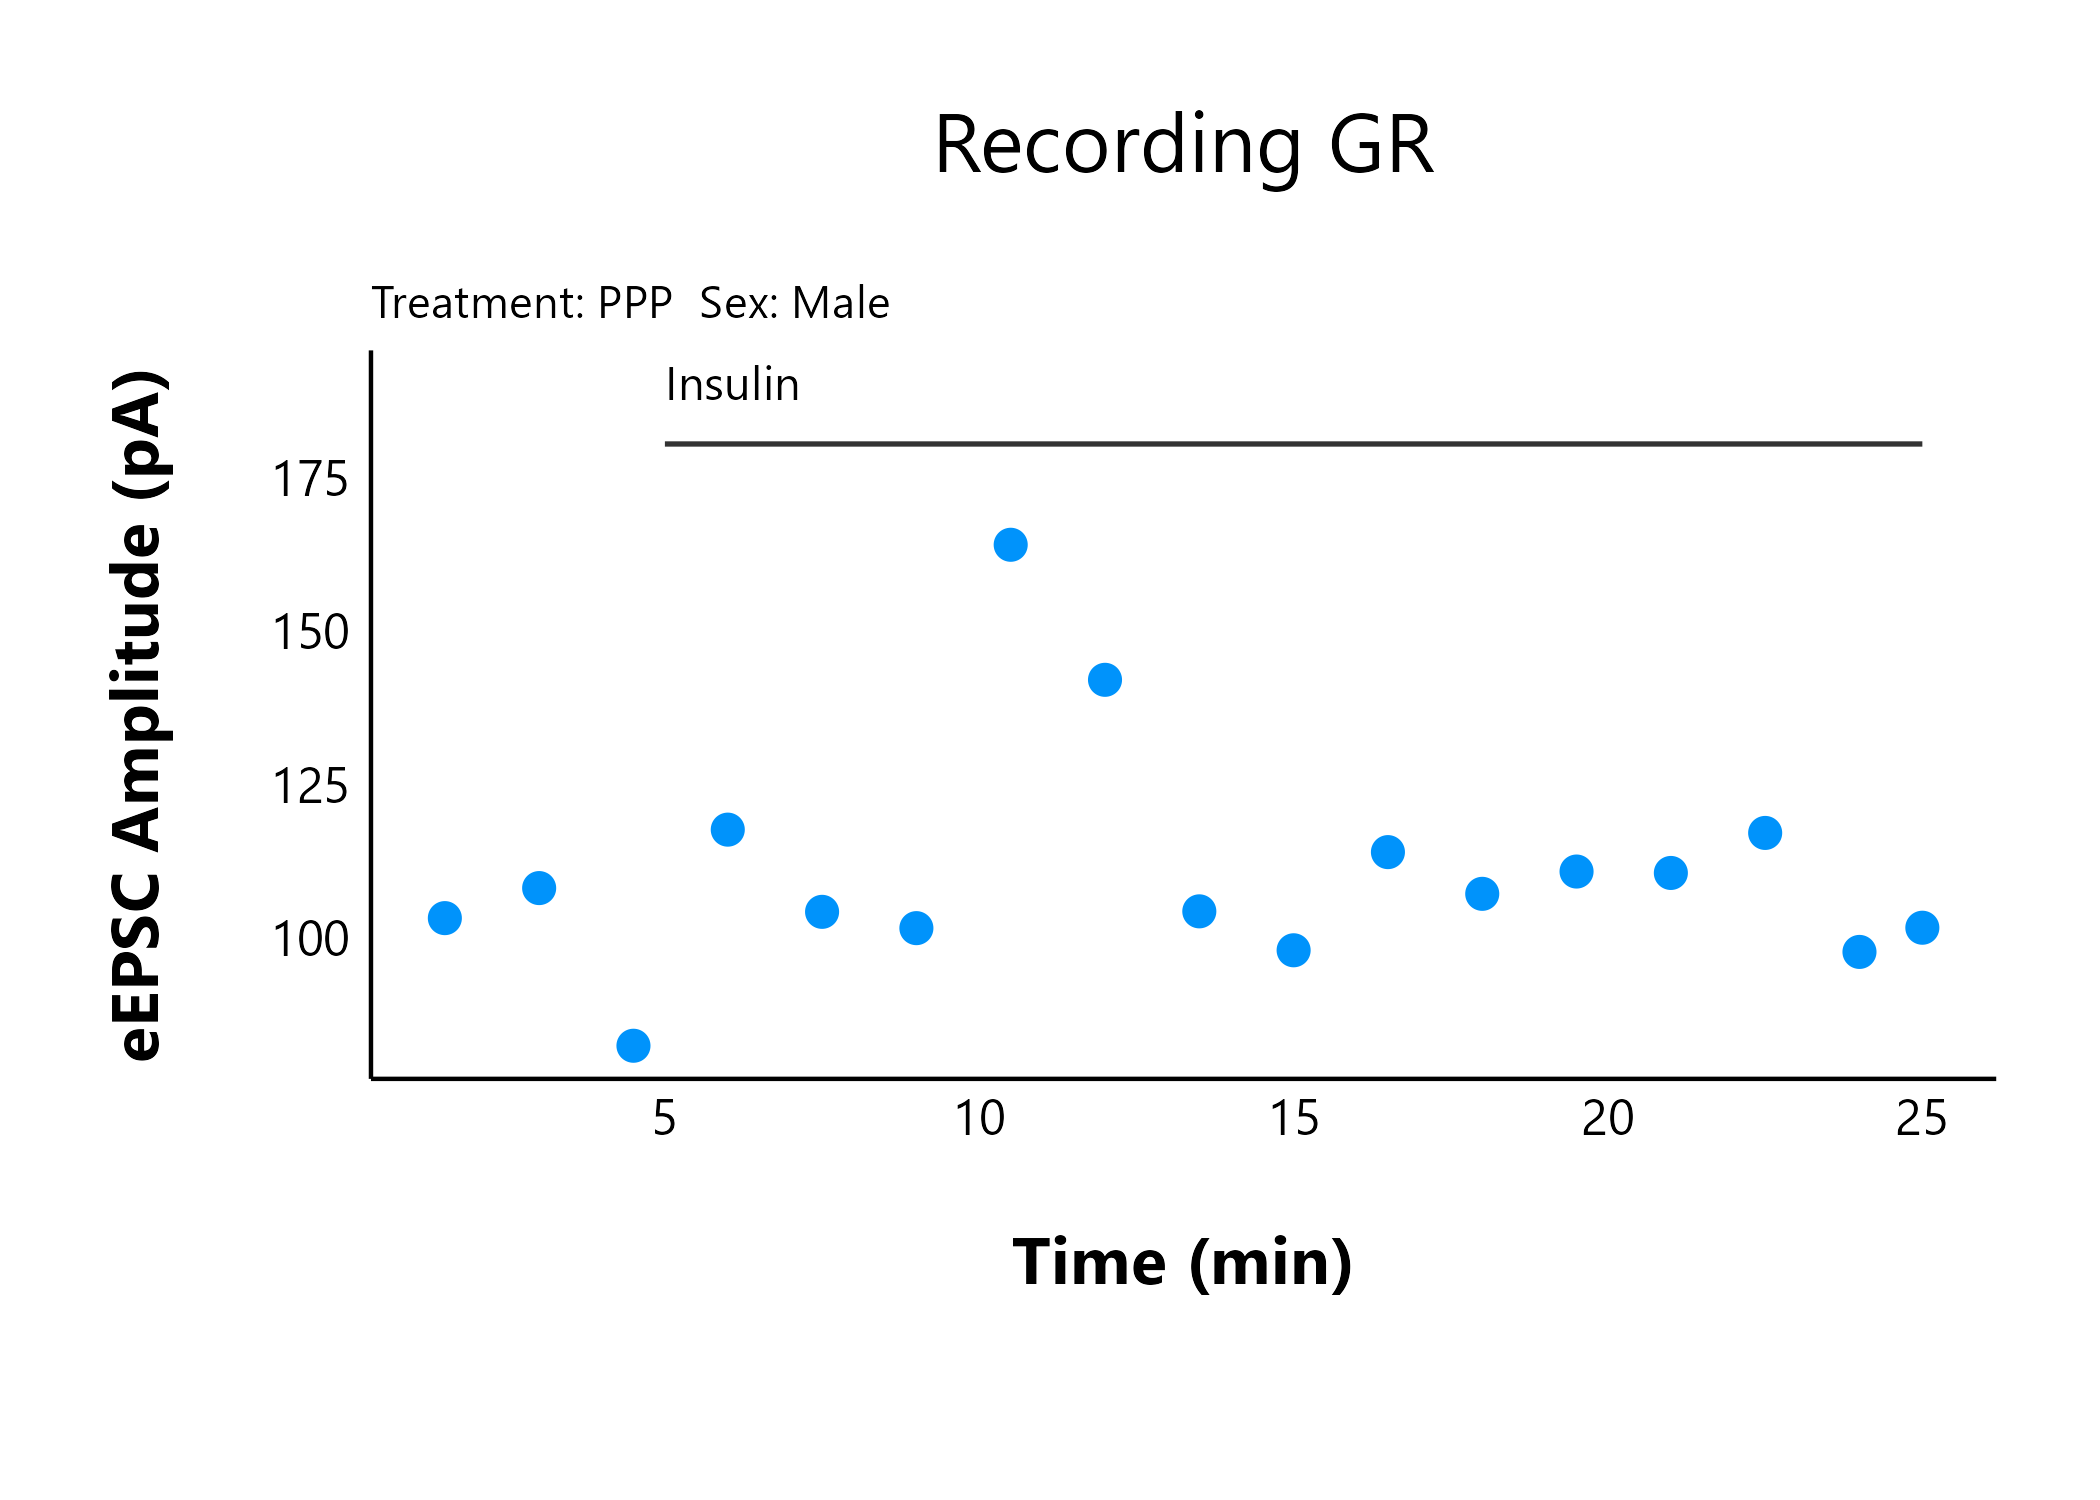 Recording GR
Treatment: PPP  Sex: Male
Insulin
eEPSC Amplitude (pA)
175
150
125
100
5 10 15 20 25
Time (min)